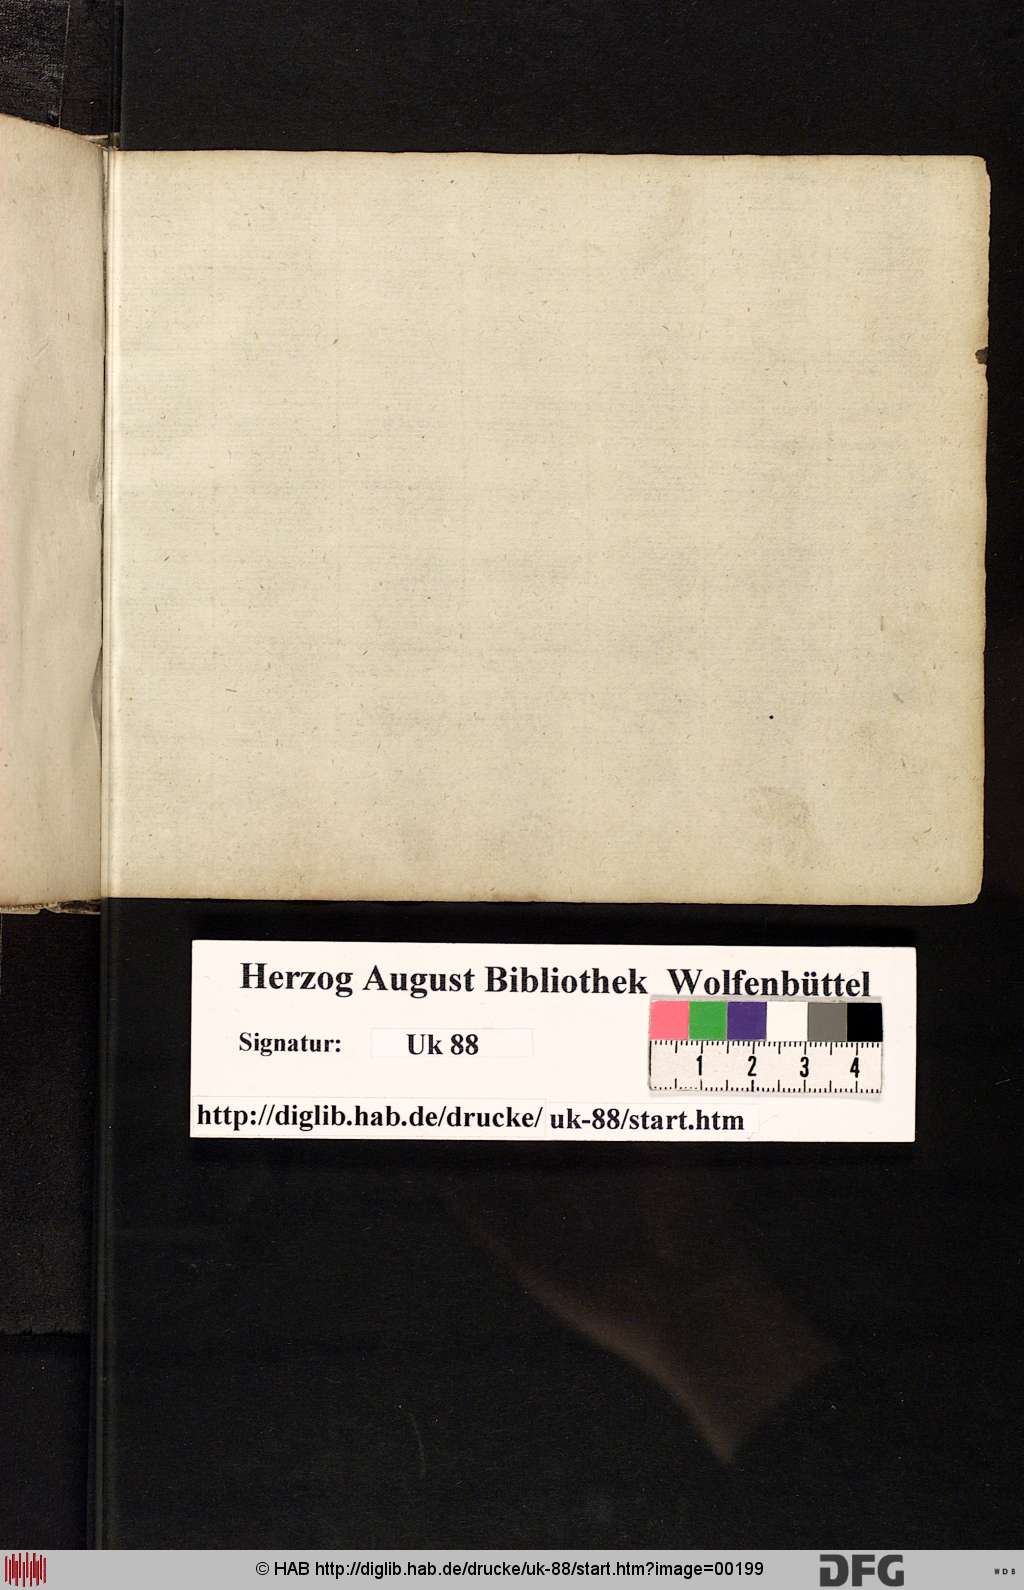 Herzog August Bibliothek Wolfenbüttel
Signatur: Uk 88
1 2 3 4
http://diglib.hab.de/drucke/ uk-88/start.htm
© HAB http://diglib.hab.de/drucke/uk-88/start.htm?image=00199
DFG
WDB